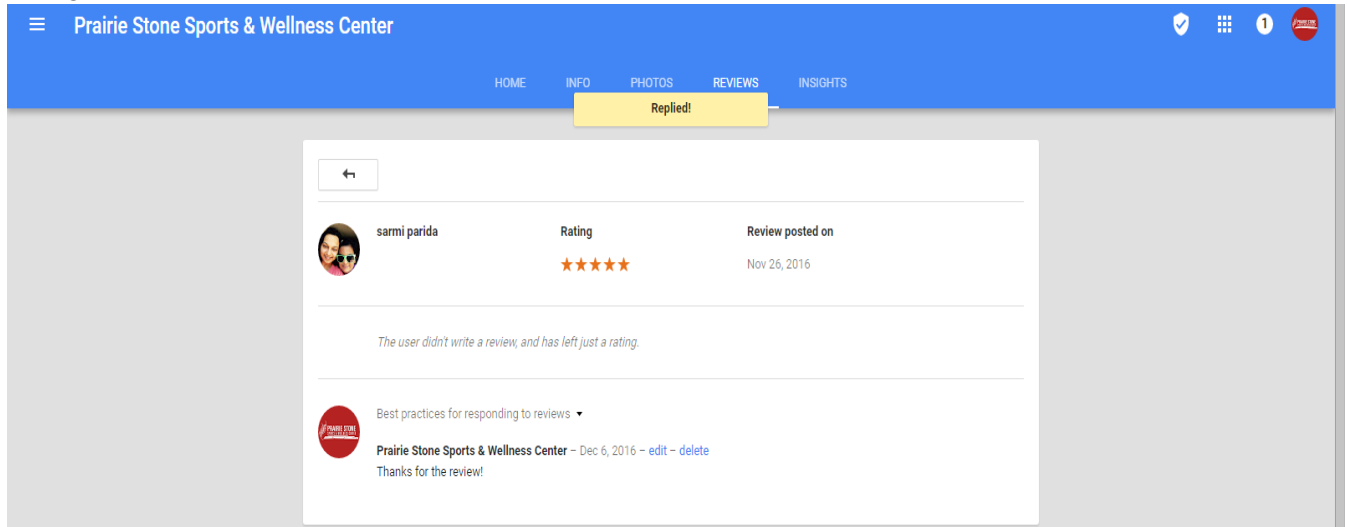 Prairie Stone Sports & Wellness Center
1
HOME INFO PHOTOS REVIEWS INSIGHTS
Replied!
sarmi parida Rating Review posted on
Nov 26, 2016
The user didn't write a review, and has left just a rating.
Best practices for responding to reviews
Prairie Stone Sports & Wellness Center – Dec 6, 2016 – edit – delete
Thanks for the review!